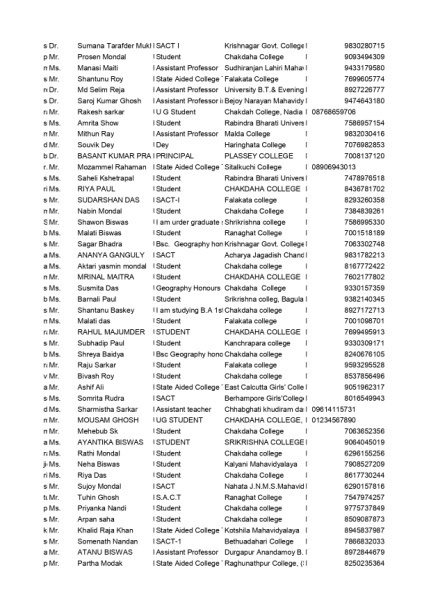 s Dr. Sumana Tarafder Mukl I SACT I Krishnagar Govt. College I 9830280715
p Mr. Prosen Mondal I Student Chakdaha College I 9093494309
n Ms. Manasi Maiti I Assistant Professor Sudhiranjan Lahiri Mahav I 9433179580
s Mr. Shantunu Roy I State Aided College T Falakata College I 7699605774
n Dr. Md Selim Reja I Assistant Professor University B.T.& Evening I 8927226777
s Dr. Saroj Kumar Ghosh I Assistant Professor in Bejoy Narayan Mahavidy I 9474643180
n Mr. Rakesh sarkar I U G Student Chakdah College, Nadia I 08768659706
s Ms. Amrita Show I Student Rabindra Bharati Univers I 7586957154
n Mr. Mithun Ray I Assistant Professor Malda College I 9832030416
d Mr. Souvik Dey I Dey Haringhata College I 7076982853
b Dr. BASANT KUMAR PRA I PRINCIPAL PLASSEY COLLEGE I 7008137120
r. Mr. Mozammel Rahaman I State Aided College T Sitalkuchi College I 08906943013
s Ms. Saheli Kshetrapal I Student Rabindra Bharati Univers I 7478976518
ri Ms. RIYA PAUL I Student CHAKDAHA COLLEGE I 8436781702
s Mr. SUDARSHAN DAS I SACT-I Falakata college I 8293260358
n Mr. Nabin Mondal I Student Chakdaha College I 7384839261
S Mr. Shawon Biswas I I am under graduate s Shrikrishna college I 7586995330
b Ms. Malati Biswas I Student Ranaghat College I 7001518189
s Mr. Sagar Bhadra I Bsc. Geography hon Krishnagar Govt. College I 7063302748
a Ms. ANANYA GANGULY I SACT Acharya Jagadish Chand I 9831782213
a Ms. Aktari yasmin mondal I Student Chakdaha college I 8167772422
n Mr. MRINAL MAITRA I Student CHAKDAHA COLLEGE I 7602177802
s Ms. Susmita Das I Geography Honours Chakdaha College I 9330157359
b Ms. Barnali Paul I Student Srikrishna colleg, Bagula I 9382140345
s Mr. Shantanu Baskey I I am studying B.A 1st Chakdaha college I 8927172713
n Ms. Malati das I Student Falakata college I 7001098701
n Mr. RAHUL MAJUMDER I STUDENT CHAKDAHA COLLEGE I 7699495913
s Mr. Subhadip Paul I Student Kanchrapara college I 9330309171
b Ms. Shreya Baidya I Bsc Geography hono Chakdaha college I 8240676105
n Mr. Raju Sarkar I Student Falakata college I 9593295528
v Mr. Bivash Roy I Student Chakdaha college I 8537856496
a Mr. Ashif Ali I State Aided College T East Calcutta Girls' Colle I 9051962317
s Ms. Somrita Rudra I SACT Berhampore Girls'Colleg I 8016549943
d Ms. Sharmistha Sarkar I Assistant teacher Chhabghati khudiram da I 09614115731
n Mr. MOUSAM GHOSH I UG STUDENT CHAKDAHA COLLEGE, I 01234567890
n Mr. Mehebub Sk I Student Chakdaha College I 7063652356
a Ms. AYANTIKA BISWAS I STUDENT SRIKRISHNA COLLEGE I 9064045019
ri Ms. Rathi Mondal I Student Chakdaha College I 6296155256
ji Ms. Neha Biswas I Student Kalyani Mahavidyalaya I 7908527209
ri Ms. Riya Das I Student Chakdaha College I 8617730244
s Mr. Sujoy Mondal I SACT Nahata J.N.M.S.Mahavid I 6290157816
ti Mr. Tuhin Ghosh I S.A.C.T Ranaghat College I 7547974257
p Ms. Priyanka Nandi I Student Chakdaha college I 9775737849
s Mr. Arpan saha I Student Chakdaha college I 8509087873
k Mr. Khalid Raja Khan I State Aided College T Kotshila Mahavidyalaya I 8945837987
s Mr. Somenath Nandan I SACT-1 Bethuadahari College I 7866832033
a Mr. ATANU BISWAS I Assistant Professor Durgapur Anandamoy B. I 8972844679
p Mr. Partha Modak I State Aided College T Raghunathpur College, (S I 8250235364